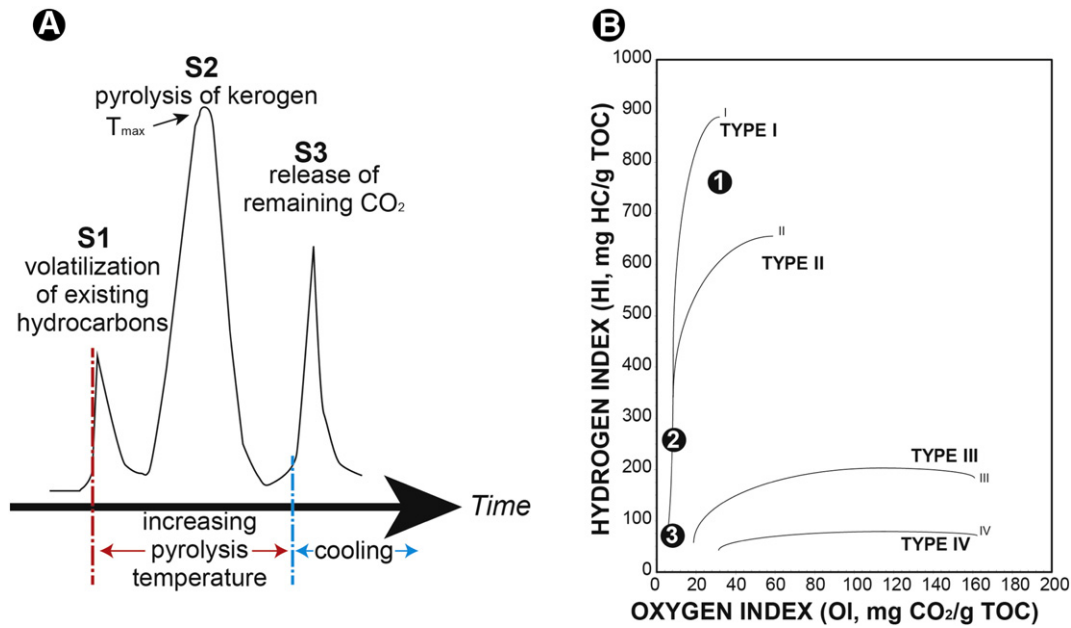 A
S2
pyrolysis of kerogen
Tmax
S3
release of
remaining CO₂
S1
volatilization
of existing
hydrocarbons
Time
increasing
pyrolysis
temperature
cooling
B
HYDROGEN INDEX (HI, mg HC/g TOC)
1000
900
800
700
600
500
400
300
200
100
0
I
TYPE I
1
II
TYPE II
2
TYPE III
III
3
IV
TYPE IV
0 20 40 60 80 100 120 140 160 180 200
OXYGEN INDEX (OI, mg CO₂/g TOC)